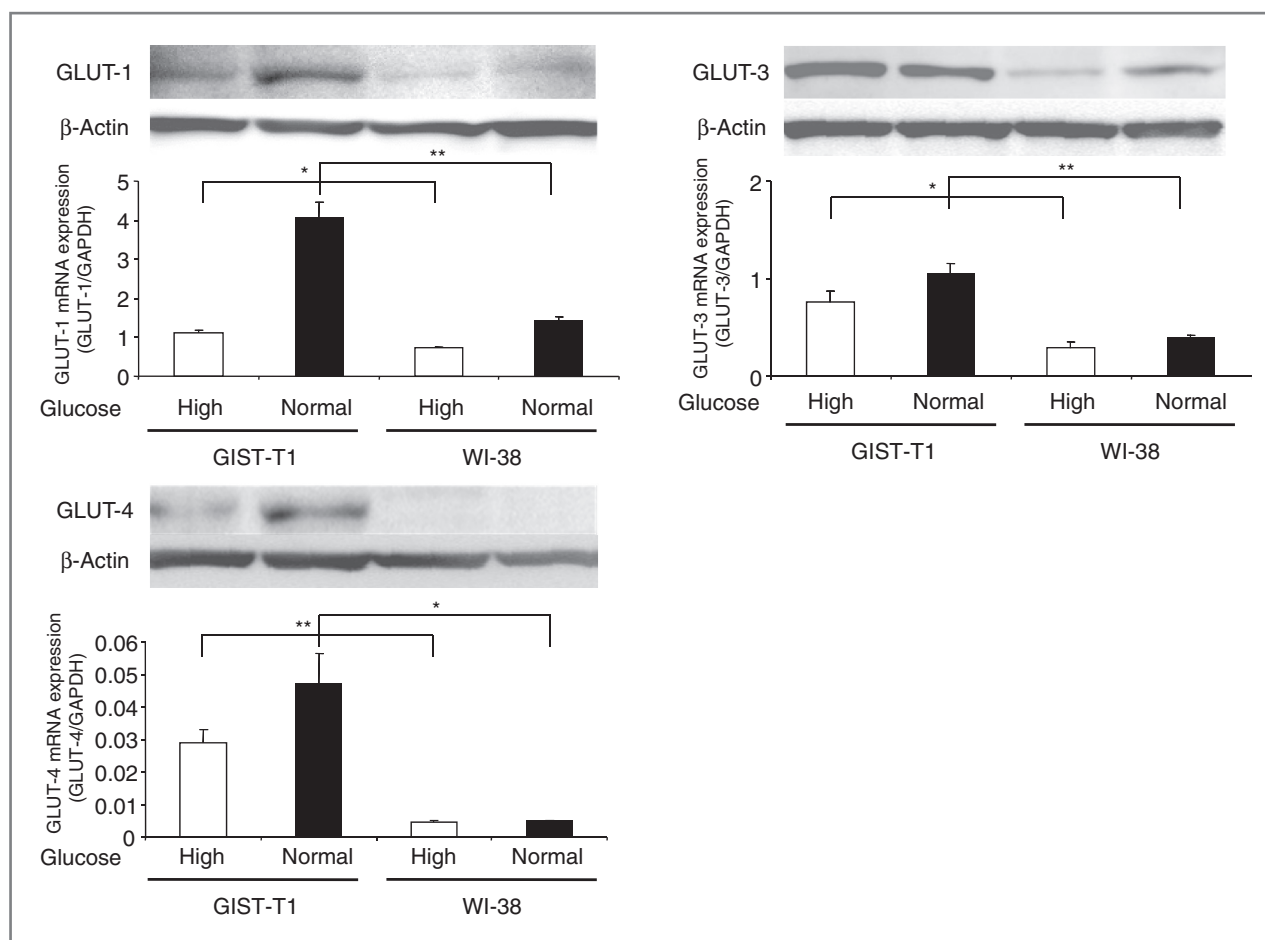 GLUT-1
β-Actin
GLUT-1 mRNA expression
(GLUT-1/GAPDH)
5
4
3
2
1
0
*
**
Glucose High Normal High Normal
GIST-T1 WI-38
GLUT-3
β-Actin
GLUT-3 mRNA expression
(GLUT-3/GAPDH)
2
1
0
*
**
Glucose High Normal High Normal
GIST-T1 WI-38
GLUT-4
β-Actin
GLUT-4 mRNA expression
(GLUT-4/GAPDH)
0.06
0.05
0.04
0.03
0.02
0.01
0
**
*
Glucose High Normal High Normal
GIST-T1 WI-38